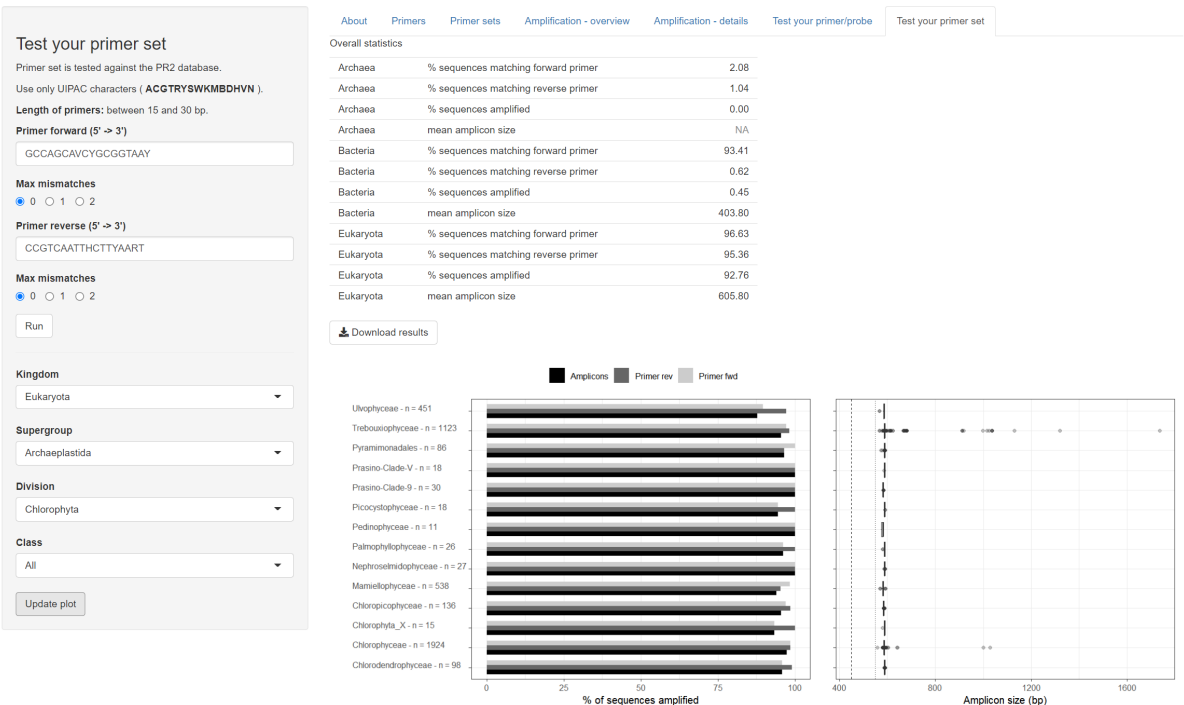 About Primers Primer sets Amplification - overview Amplification - details Test your primer/probe Test your primer set
Test your primer set
Primer set is tested against the PR2 database.
Use only UIPAC characters ( ACGTRYSWKMBDHVN ).
Length of primers: between 15 and 30 bp.
Primer forward (5' -> 3')
GCCAGCAVCYGCGGTAAY
Max mismatches
0 1 2
Primer reverse (5' -> 3')
CCGTCAATTHCTTYAART
Max mismatches
0 1 2
Run
Kingdom
Eukaryota
Supergroup
Archaeplastida
Division
Chlorophyta
Class
All
Update plot
Overall statistics
Archaea % sequences matching forward primer 2.08
Archaea % sequences matching reverse primer 1.04
Archaea % sequences amplified 0.00
Archaea mean amplicon size NA
Bacteria % sequences matching forward primer 93.41
Bacteria % sequences matching reverse primer 0.62
Bacteria % sequences amplified 0.45
Bacteria mean amplicon size 403.80
Eukaryota % sequences matching forward primer 96.63
Eukaryota % sequences matching reverse primer 95.36
Eukaryota % sequences amplified 92.76
Eukaryota mean amplicon size 605.80
Download results
Amplicons Primer rev Primer fwd
Ulvophyceae - n = 451
Trebouxiophyceae - n = 1123
Pyramimonadales - n = 86
Prasino-Clade-V - n = 18
Prasino-Clade-9 - n = 30
Picocystophyceae - n = 18
Pedinophyceae - n = 11
Palmophyllophyceae - n = 26
Nephroselmidophyceae - n = 27
Mamiellophyceae - n = 538
Chloropicophyceae - n = 136
Chlorophyta_X - n = 15
Chlorophyceae - n = 1924
Chlorodendrophyceae - n = 98
0 25 50 75 100
% of sequences amplified
400 800 1200 1600
Amplicon size (bp)